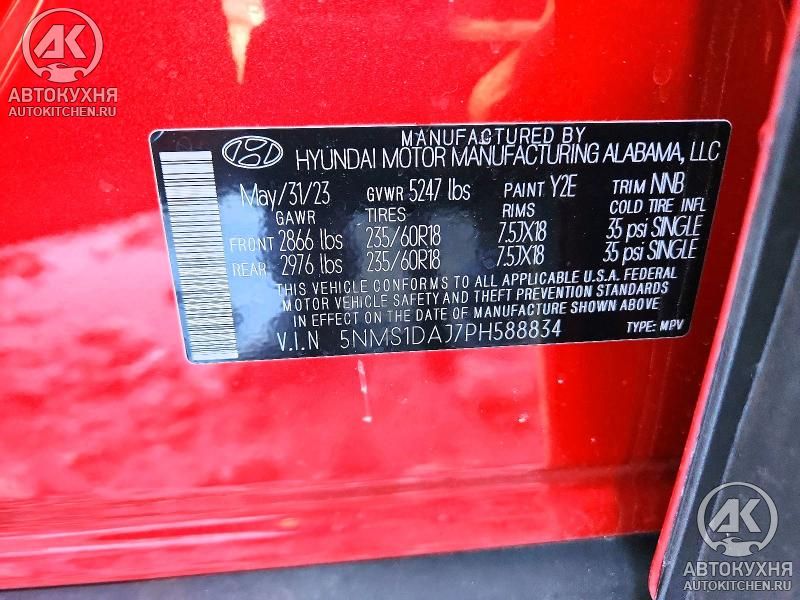 AK
АВТОКУХНЯ
AUTOKITCHEN.RU
MANUFACTURED BY
HYUNDAI MOTOR MANUFACTURING ALABAMA, LLC
May/31/23 GVWR 5247 lbs PAINT Y2E TRIM NNB
GAWR TIRES RIMS COLD TIRE INFL
FRONT 2866 lbs 235/60R18 7.5JX18 35 psi SINGLE
REAR 2976 lbs 235/60R18 7.5JX18 35 psi SINGLE
THIS VEHICLE CONFORMS TO ALL APPLICABLE U.S.A. FEDERAL
MOTOR VEHICLE SAFETY AND THEFT PREVENTION STANDARDS
IN EFFECT ON THE DATE OF MANUFACTURE SHOWN ABOVE
V.I.N 5NMS1DAJ7PH588834 TYPE: MPV
AK
АВТОКУХНЯ
AUTOKITCHEN.RU